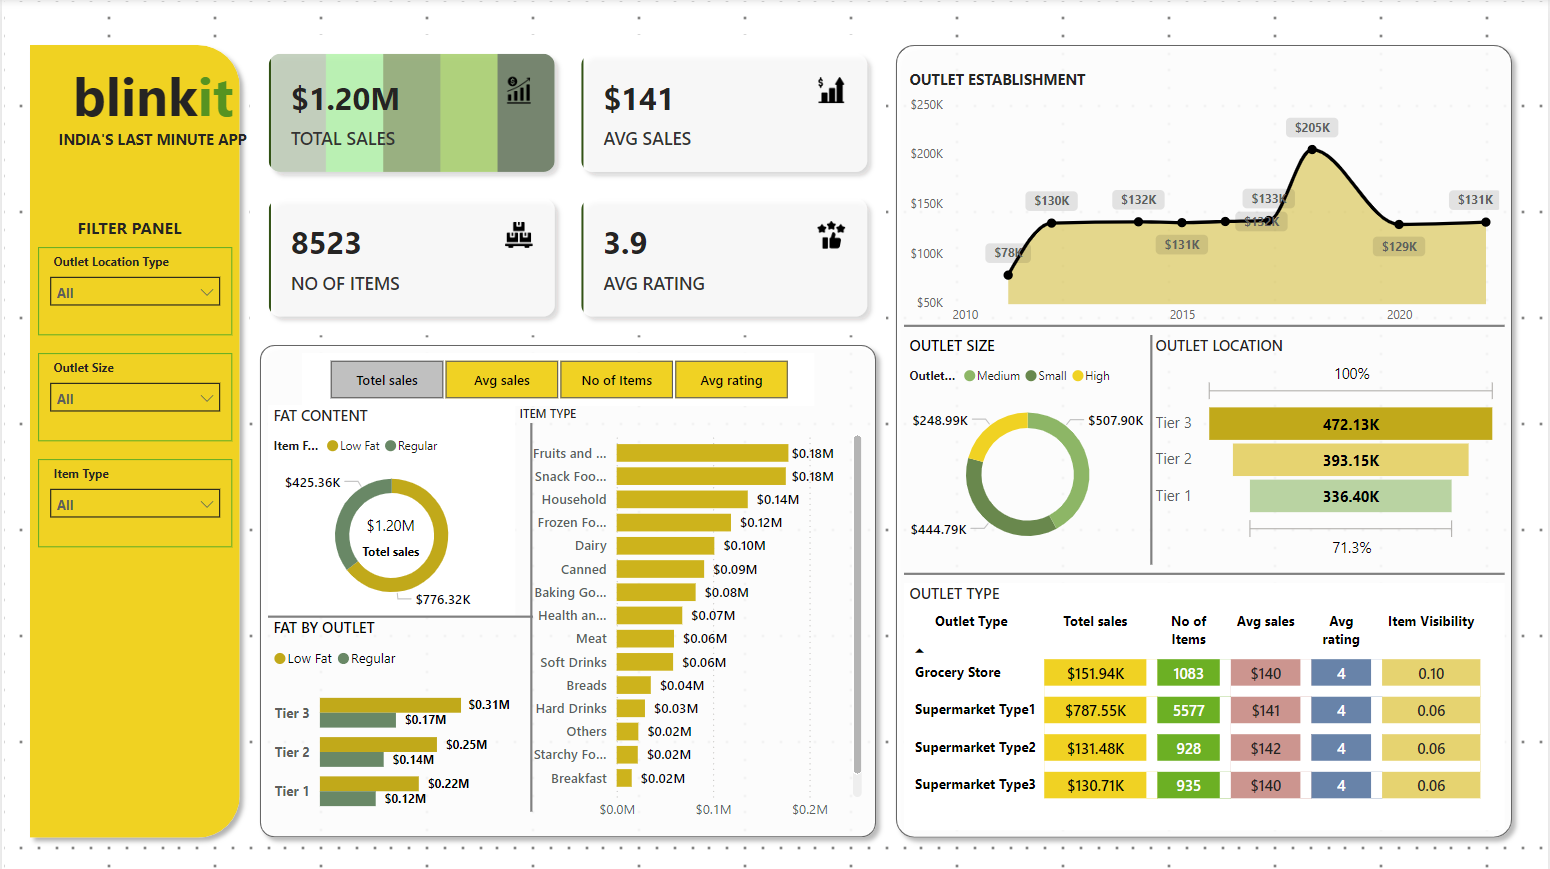 blinkit
INDIA'S LAST MINUTE APP
FILTER PANEL
Outlet Location Type
All
Outlet Size
All
Item Type
All
$1.20M
TOTAL SALES
$141
AVG SALES
8523
NO OF ITEMS
3.9
AVG RATING
Totel sales
Avg sales
No of Items
Avg rating
FAT CONTENT
Item F...
Low Fat
Regular
$425.36K
$1.20M
Total sales
$776.32K
FAT BY OUTLET
Low Fat
Regular
Tier 3
$0.31M
$0.17M
Tier 2
$0.25M
$0.14M
Tier 1
$0.22M
$0.12M
ITEM TYPE
Fruits and ...
$0.18M
Snack Foo...
$0.18M
Household
$0.14M
Frozen Fo...
$0.12M
Dairy
$0.10M
Canned
$0.09M
Baking Go...
$0.08M
Health an...
$0.07M
Meat
$0.06M
Soft Drinks
$0.06M
Breads
$0.04M
Hard Drinks
$0.03M
Others
$0.02M
Starchy Fo...
$0.02M
Breakfast
$0.02M
$0.0M
$0.1M
$0.2M
OUTLET ESTABLISHMENT
$250K
$200K
$150K
$100K
$50K
$78K
$130K
$132K
$131K
$133K
$132K
$205K
$129K
$131K
2010
2015
2020
OUTLET SIZE
Outlet...
Medium
Small
High
$248.99K
$507.90K
$444.79K
OUTLET LOCATION
100%
Tier 3
472.13K
Tier 2
393.15K
Tier 1
336.40K
71.3%
OUTLET TYPE
Outlet Type
Total sales
No of
Items
Avg sales
Avg
rating
Item Visibility
Grocery Store
$151.94K
1083
$140
4
0.10
Supermarket Type1
$787.55K
5577
$141
4
0.06
Supermarket Type2
$131.48K
928
$142
4
0.06
Supermarket Type3
$130.71K
935
$140
4
0.06